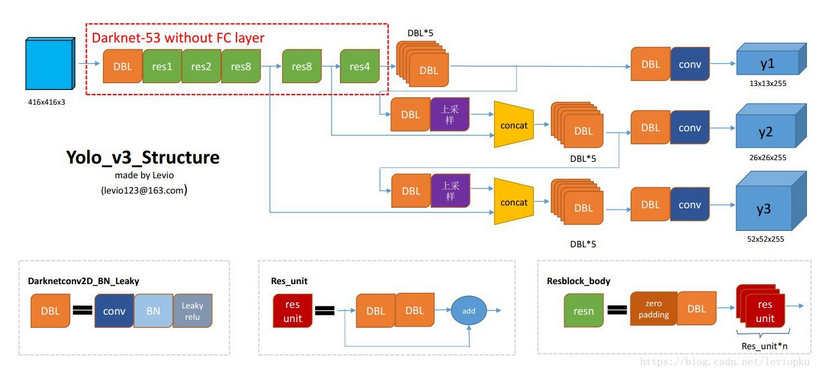 Darknet-53 without FC layer
DBL
res1
res2
res8
res8
res4
DBL*5
DBL
DBL
conv
y1
13x13x255
416x416x3
DBL
上采
样
concat
DBL
DBL*5
DBL
conv
y2
26x26x255
Yolo_v3_Structure
made by Levio
(levio123@163.com)
DBL
上采
样
concat
DBL
DBL*5
DBL
conv
y3
52x52x255
Darknetconv2D_BN_Leaky
DBL
conv
BN
Leaky
relu
Res_unit
res
unit
DBL
DBL
add
Resblock_body
resn
zero
padding
DBL
res
unit
Res_unit*n
https://blog.csdn.net/leviopku